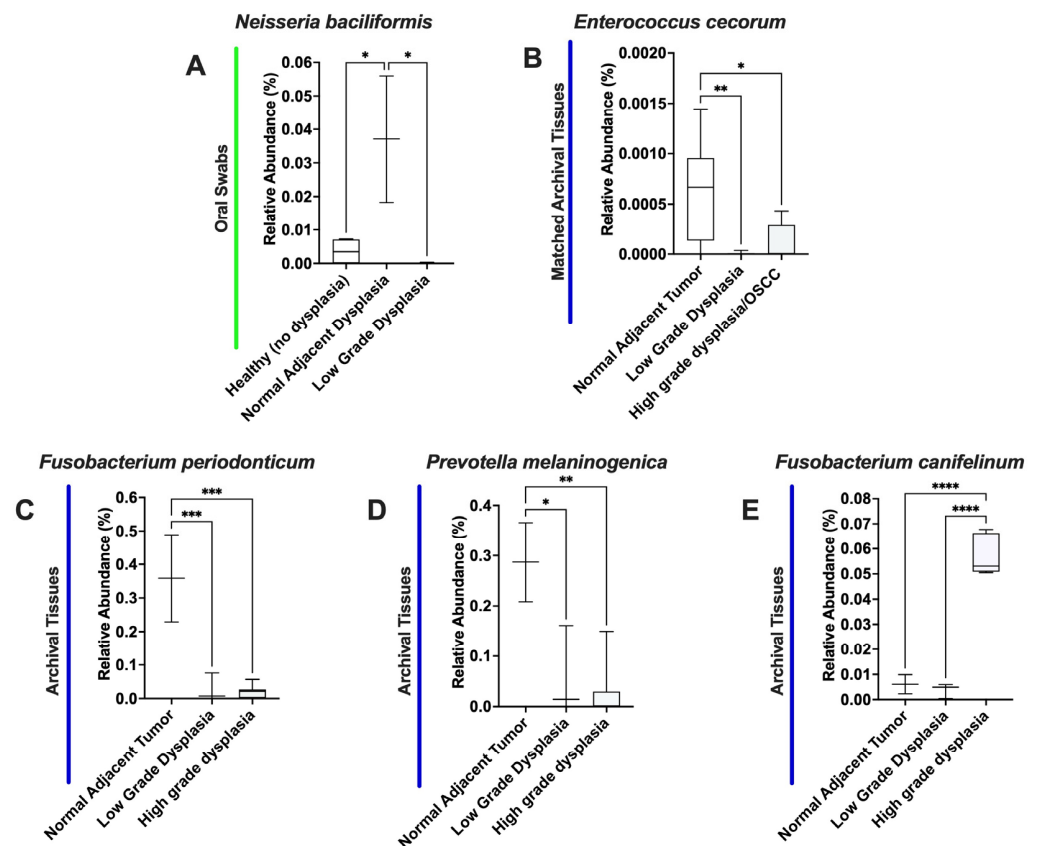 Neisseria baciliformis
A
Oral Swabs
Relative Abundance (%)
0.06
0.05
0.04
0.03
0.02
0.01
0.00
*
*
Healthy (no dysplasia)
Normal Adjacent Dysplasia
Low Grade Dysplasia
Enterococcus cecorum
B
Matched Archival Tissues
Relative Abundance (%)
0.0020
0.0015
0.0010
0.0005
0.0000
*
**
Normal Adjacent Tumor
Low Grade Dysplasia
High grade dysplasia/OSCC
Fusobacterium periodonticum
C
Archival Tissues
Relative Abundance (%)
0.6
0.5
0.4
0.3
0.2
0.1
0.0
***
***
Normal Adjacent Tumor
Low Grade Dysplasia
High grade dysplasia
Prevotella melaninogenica
D
Archival Tissues
Relative Abundance (%)
0.4
0.3
0.2
0.1
0.0
**
*
Normal Adjacent Tumor
Low Grade Dysplasia
High grade dysplasia
Fusobacterium canifelinum
E
Archival Tissues
Relative Abundance (%)
0.08
0.07
0.06
0.05
0.04
0.03
0.02
0.01
0.00
****
****
Normal Adjacent Tumor
Low Grade Dysplasia
High grade dysplasia